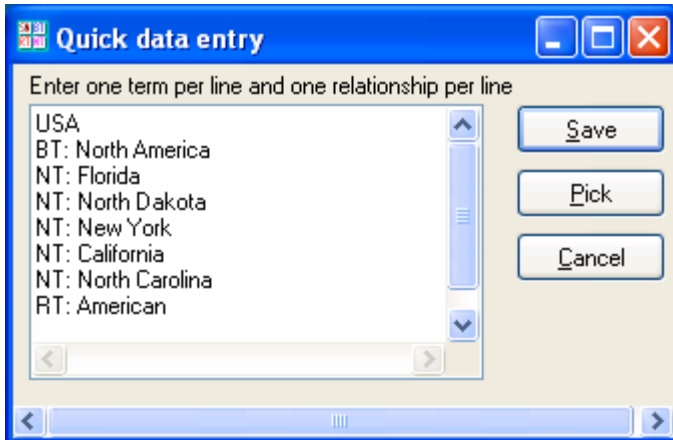 Quick data entry
Enter one term per line and one relationship per line
USA
BT: North America
NT: Florida
NT: North Dakota
NT: New York
NT: California
NT: North Carolina
RT: American
Save
Pick
Cancel